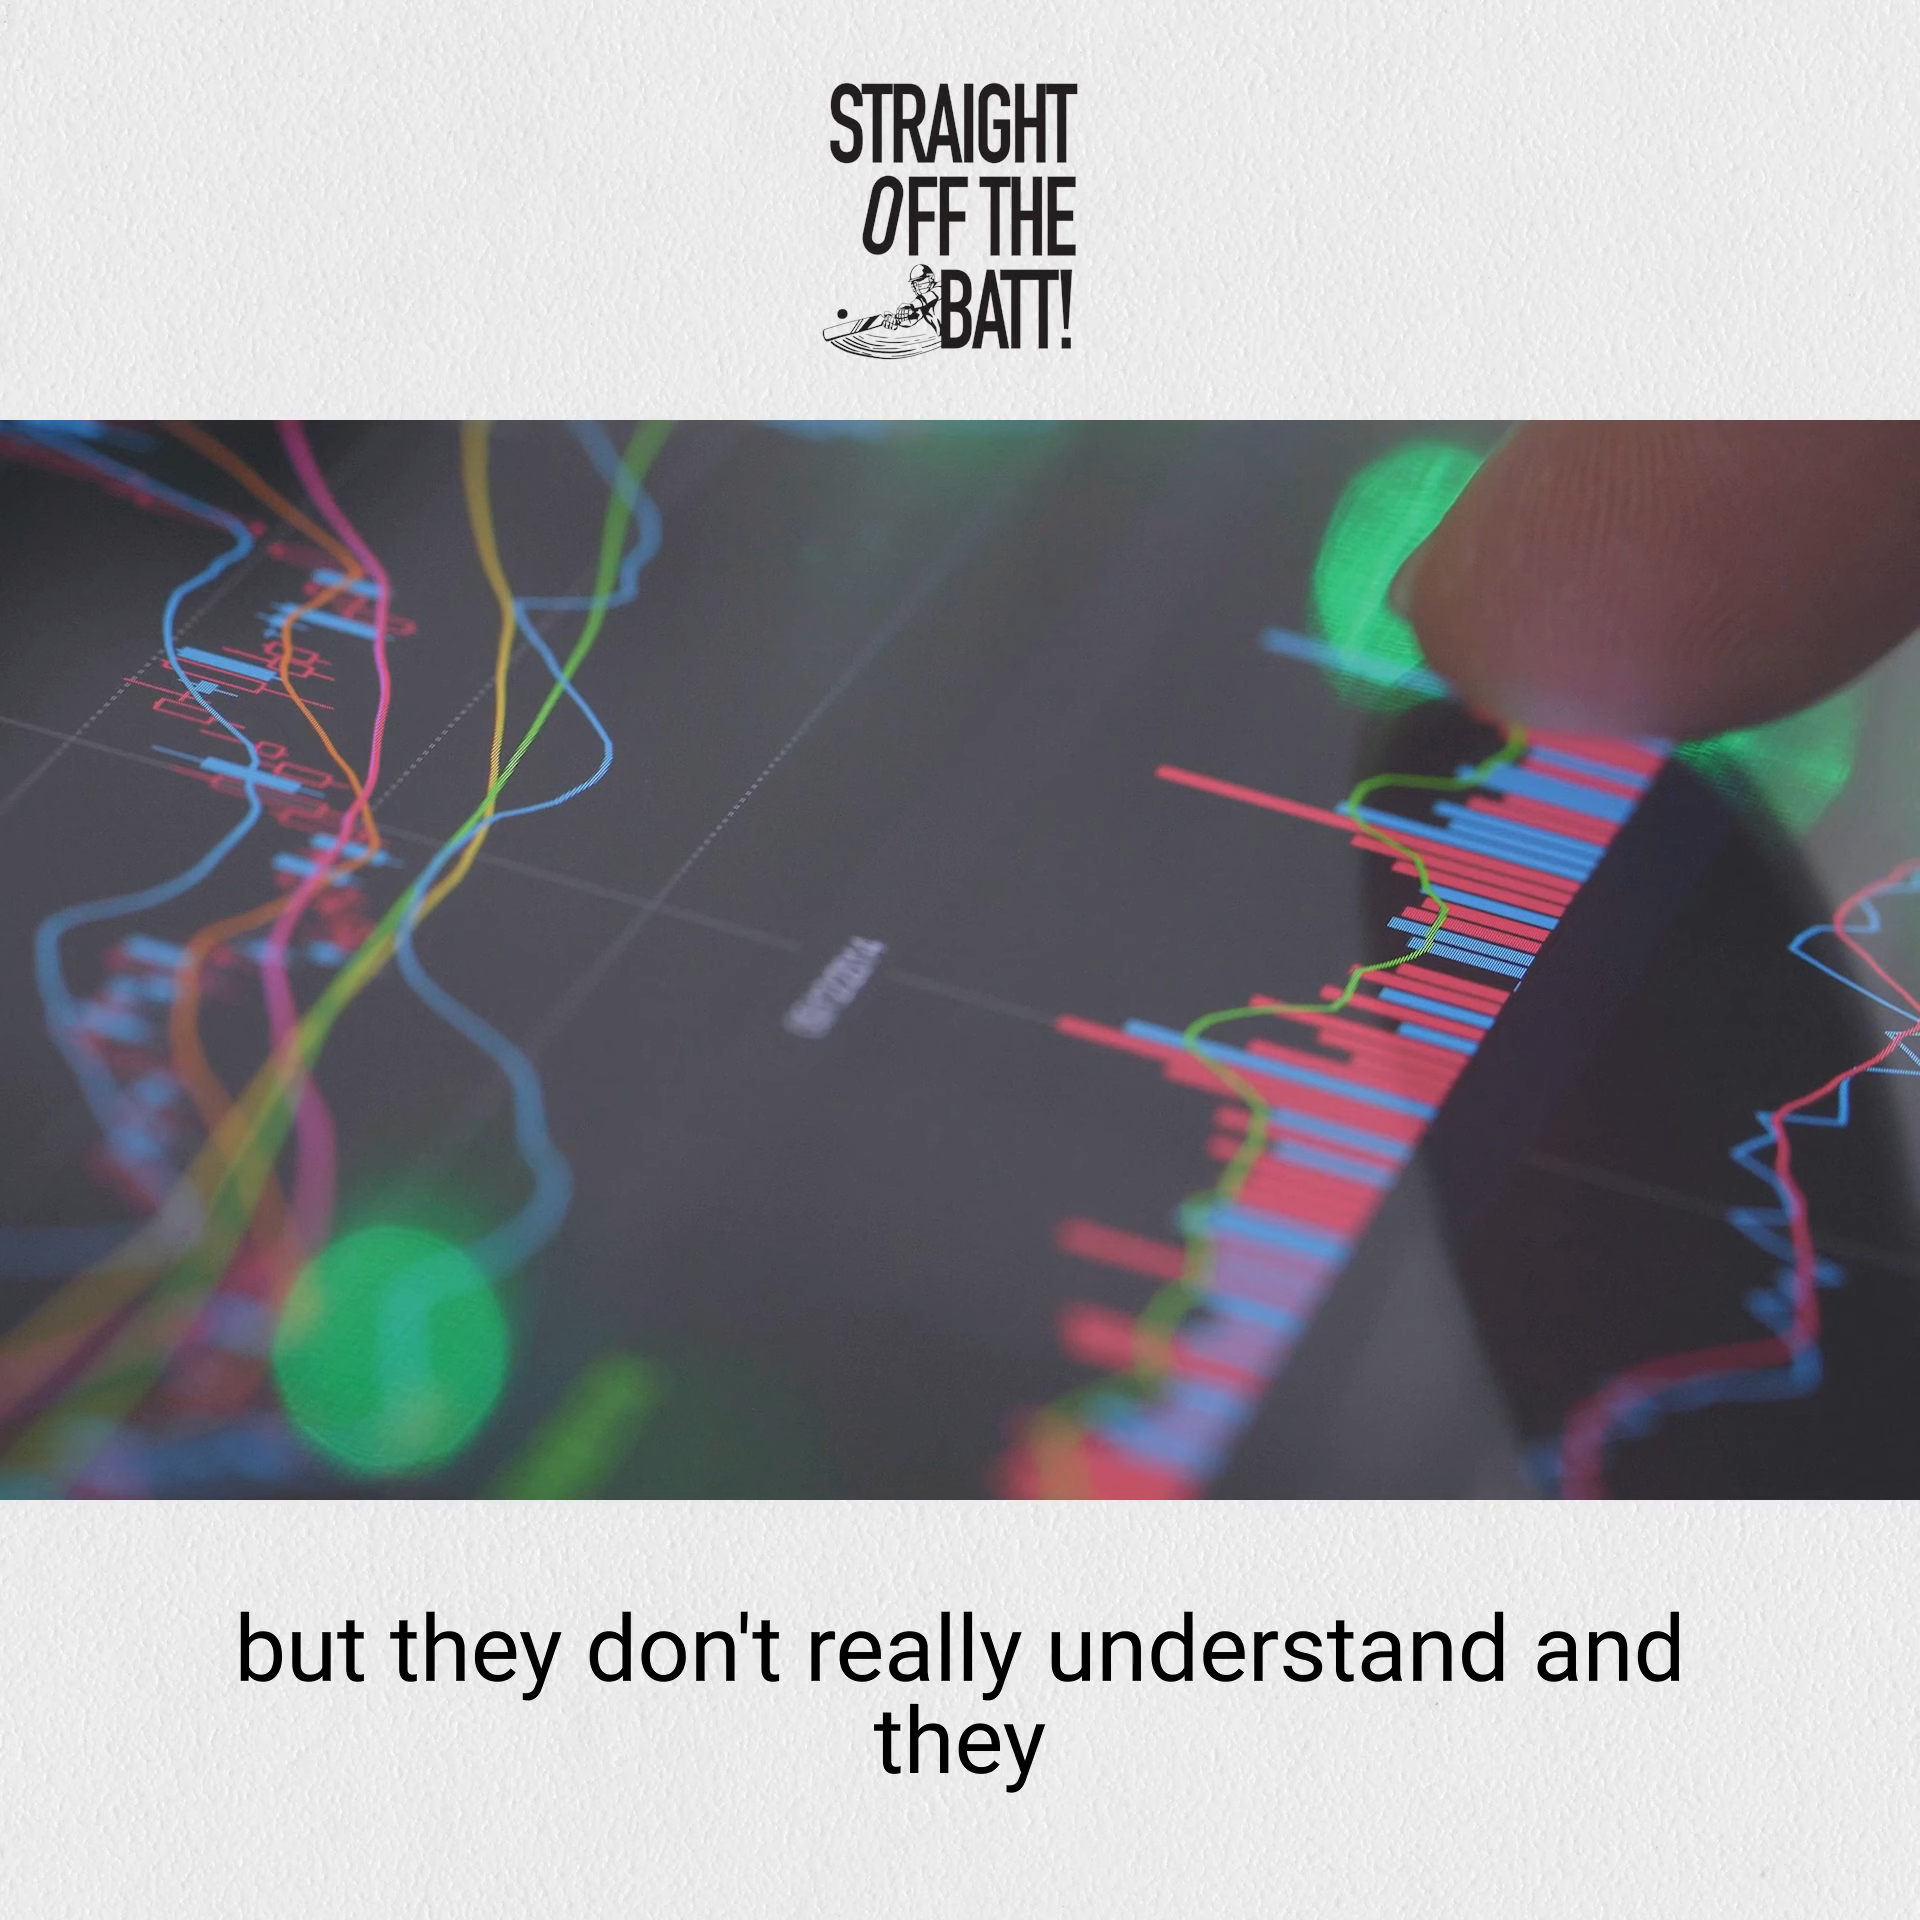 STRAIGHT
OFF THE
BATT!
but they don't really understand and
they